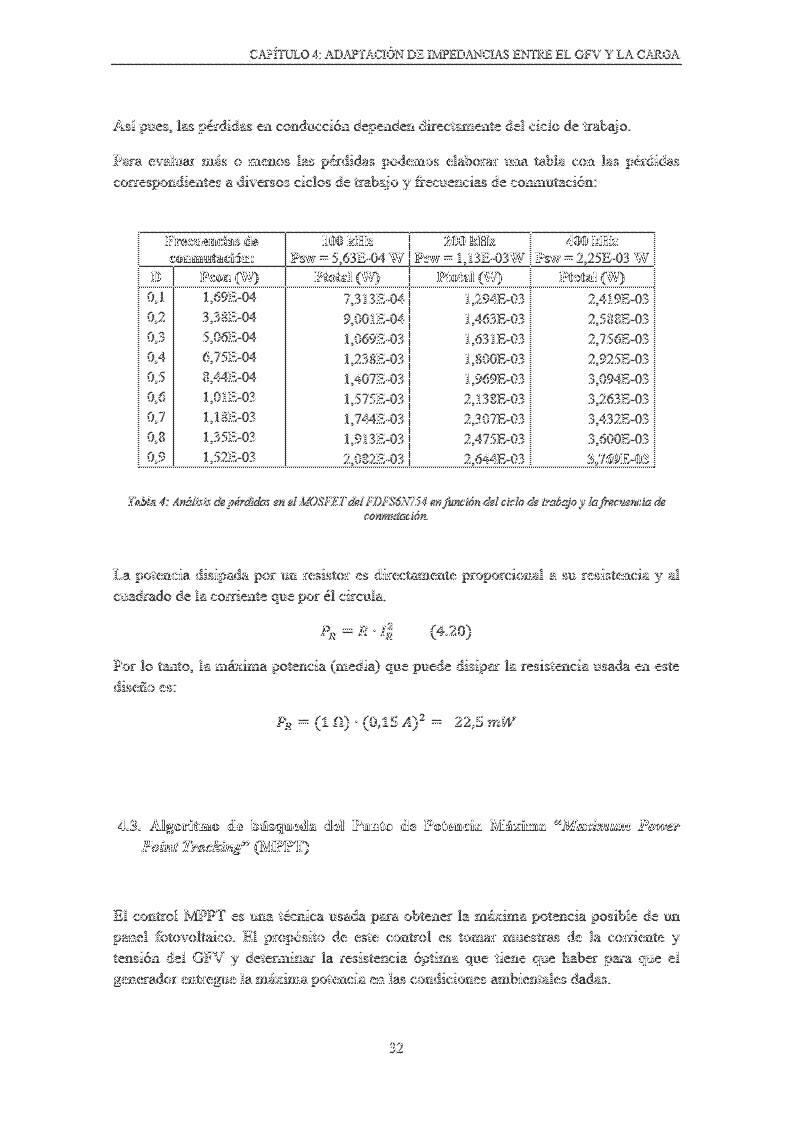 CAPÍTULO 4: ADAPTACIÓN DE IMPEDANCIAS ENTRE EL GFV Y LA CARGA
Así pues, las pérdidas en conducción dependen directamente del ciclo de trabajo.
Para evaluar más o menos las pérdidas podemos elaborar una tabla con las pérdidas
correspondientes a diversos ciclos de trabajo y frecuencias de conmutación:
Frecuencias de conmutación: 100 kHz 200 kHz 400 kHz
Psw = 5,63E-04 W Psw = 1,13E-03W Psw = 2,25E-03 W
D Pcon (W) Ptotal (W) Ptotal (W) Ptotal (W)
0,1 1,69E-04 7,313E-04 1,294E-03 2,419E-03
0,2 3,38E-04 9,001E-04 1,463E-03 2,588E-03
0,3 5,06E-04 1,069E-03 1,631E-03 2,756E-03
0,4 6,75E-04 1,238E-03 1,800E-03 2,925E-03
0,5 8,44E-04 1,407E-03 1,969E-03 3,094E-03
0,6 1,01E-03 1,575E-03 2,138E-03 3,263E-03
0,7 1,18E-03 1,744E-03 2,307E-03 3,432E-03
0,8 1,35E-03 1,913E-03 2,475E-03 3,600E-03
0,9 1,52E-03 2,082E-03 2,644E-03 3,769E-03
Tabla 4: Análisis de pérdidas en el MOSFET del FDFS6N754 en función del ciclo de trabajo y la frecuencia de
conmutación.
La potencia disipada por un resistor es directamente proporcional a su resistencia y al
cuadrado de la corriente que por él circula.
P_R = R · I_R^2 (4.20)
Por lo tanto, la máxima potencia (media) que puede disipar la resistencia usada en este
diseño es:
P_R = (1 Ω) · (0,15 A)^2 = 22,5 mW
4.3. Algoritmo de búsqueda del Punto de Potencia Máxima “Maximum Power
Point Tracking” (MPPT)
El control MPPT es una técnica usada para obtener la máxima potencia posible de un
panel fotovoltaico. El propósito de este control es tomar muestras de la corriente y
tensión del GFV y determinar la resistencia óptima que tiene que haber para que el
generador entregue la máxima potencia en las condiciones ambientales dadas.
32